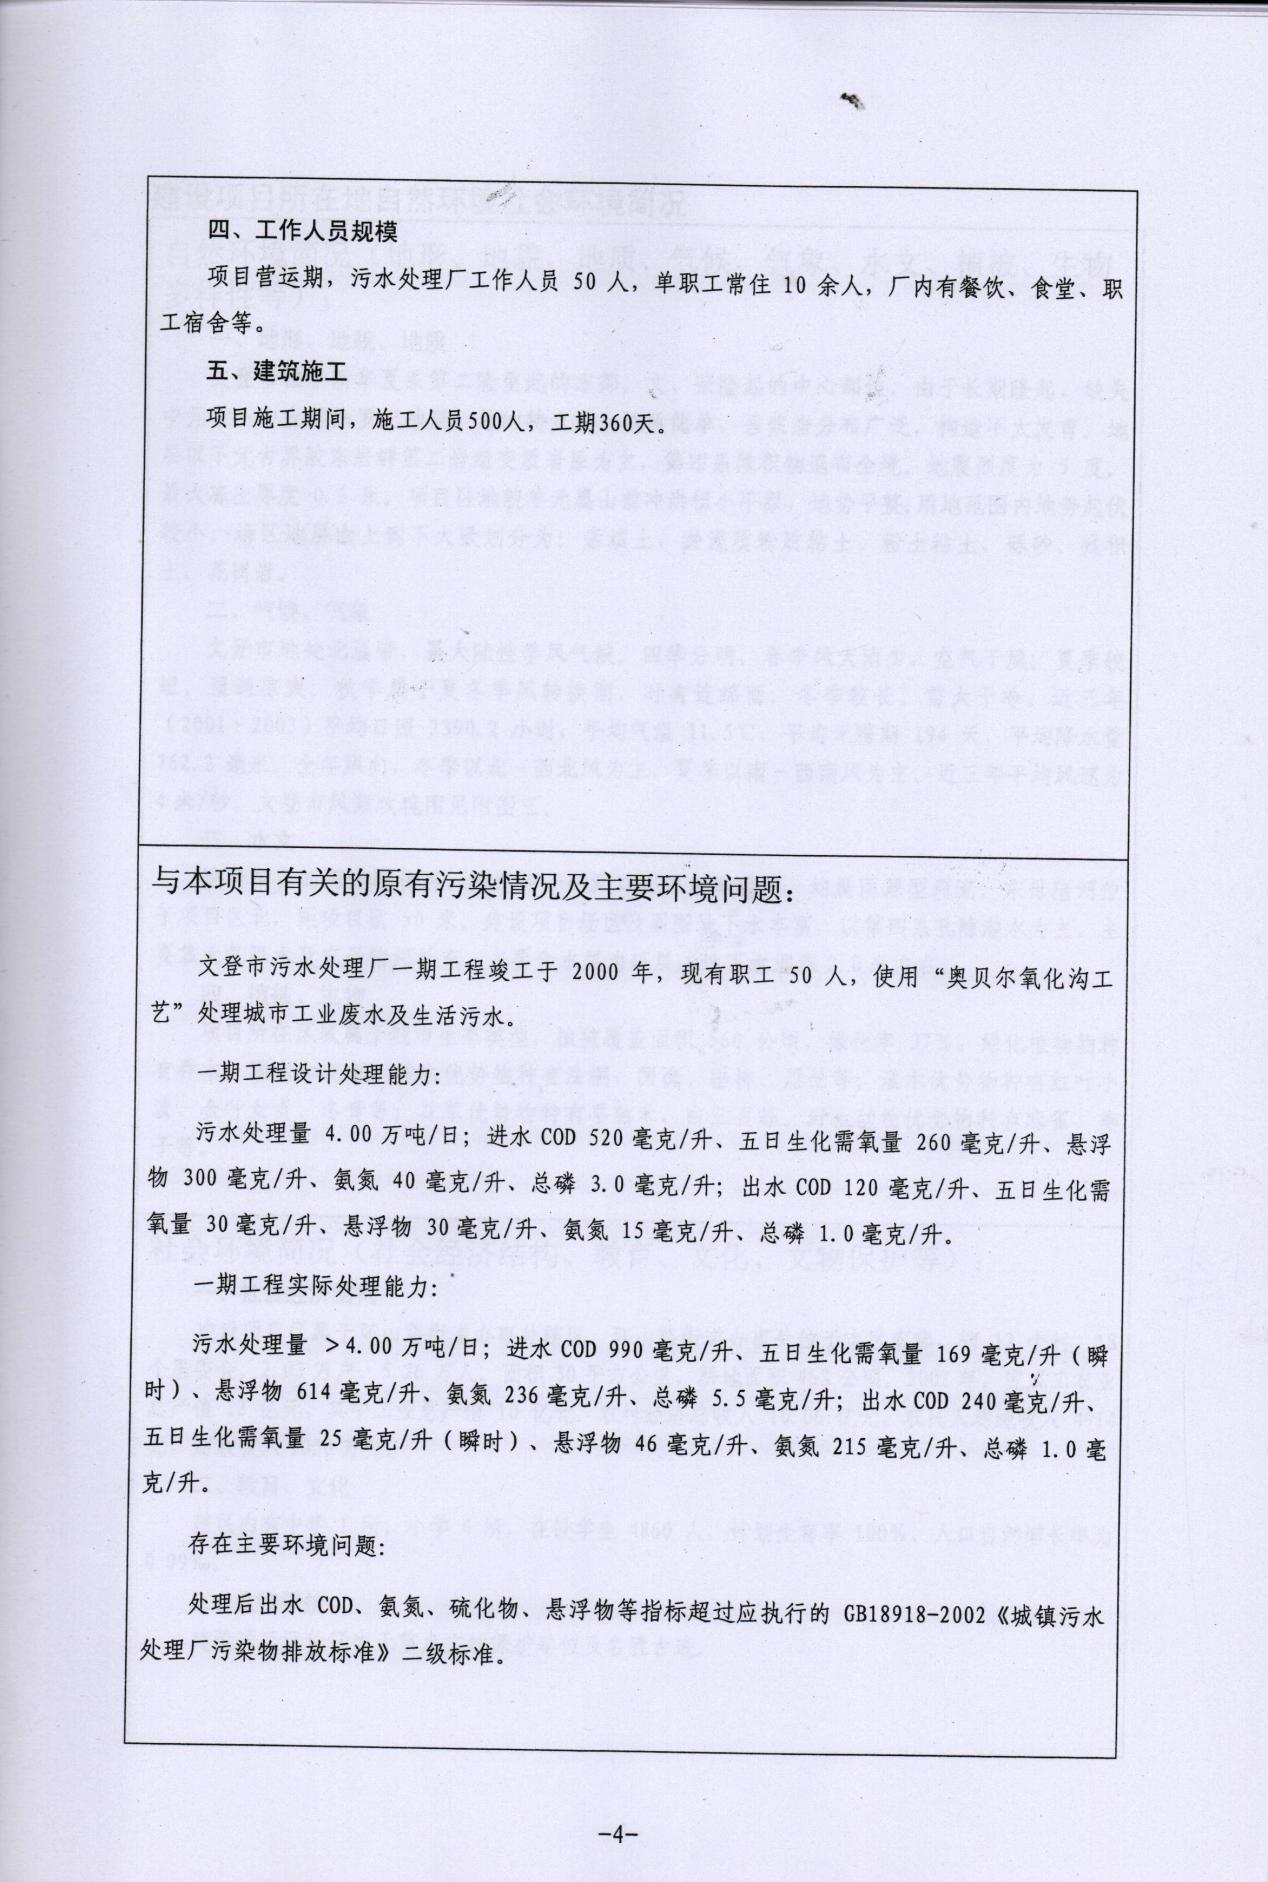 四、工作人员规模
项目营运期，污水处理厂工作人员 50 人，单职工常住 10 余人，厂内有餐饮、食堂、职
工宿舍等。
五、建筑施工
项目施工期间，施工人员500人，工期360天。
与本项目有关的原有污染情况及主要环境问题：
文登市污水处理厂一期工程竣工于 2000 年，现有职工 50 人，使用“奥贝尔氧化沟工
艺”处理城市工业废水及生活污水。
一期工程设计处理能力：
污水处理量 4.00 万吨/日；进水 COD 520 毫克/升、五日生化需氧量 260 毫克/升、悬浮
物 300 毫克/升、氨氮 40 毫克/升、总磷 3.0 毫克/升；出水 COD 120 毫克/升、五日生化需
氧量 30 毫克/升、悬浮物 30 毫克/升、氨氮 15 毫克/升、总磷 1.0 毫克/升。
一期工程实际处理能力：
污水处理量 >4.00 万吨/日；进水 COD 990 毫克/升、五日生化需氧量 169 毫克/升（瞬
时）、悬浮物 614 毫克/升、氨氮 236 毫克/升、总磷 5.5 毫克/升；出水 COD 240 毫克/升、
五日生化需氧量 25 毫克/升（瞬时）、悬浮物 46 毫克/升、氨氮 215 毫克/升、总磷 1.0 毫
克/升。
存在主要环境问题：
处理后出水 COD、氨氮、硫化物、悬浮物等指标超过应执行的 GB18918-2002《城镇污水
处理厂污染物排放标准》二级标准。
-4-